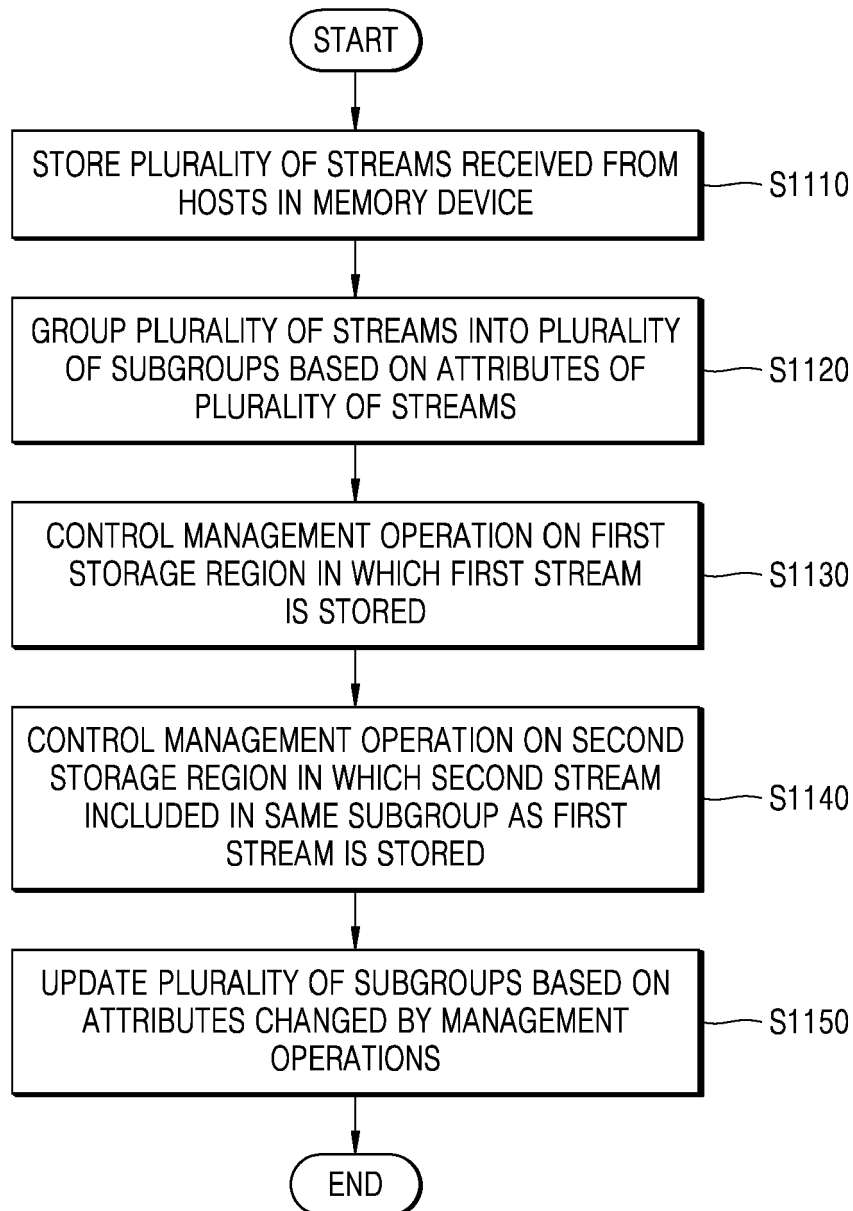 START
STORE PLURALITY OF STREAMS RECEIVED FROM
HOSTS IN MEMORY DEVICE
S1110
GROUP PLURALITY OF STREAMS INTO PLURALITY
OF SUBGROUPS BASED ON ATTRIBUTES OF
PLURALITY OF STREAMS
S1120
CONTROL MANAGEMENT OPERATION ON FIRST
STORAGE REGION IN WHICH FIRST STREAM
IS STORED
S1130
CONTROL MANAGEMENT OPERATION ON SECOND
STORAGE REGION IN WHICH SECOND STREAM
INCLUDED IN SAME SUBGROUP AS FIRST
STREAM IS STORED
S1140
UPDATE PLURALITY OF SUBGROUPS BASED ON
ATTRIBUTES CHANGED BY MANAGEMENT
OPERATIONS
S1150
END